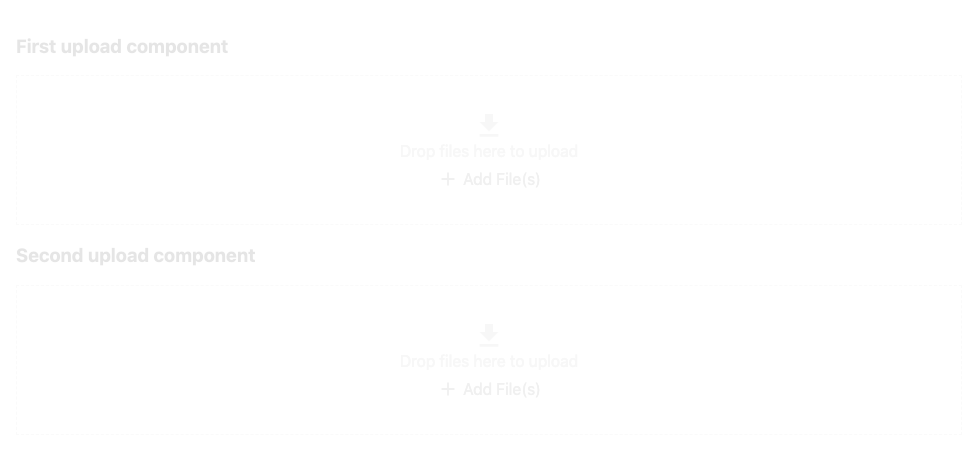 First upload component
Drop files here to upload
Add File(s)
Second upload component
Drop files here to upload
Add File(s)